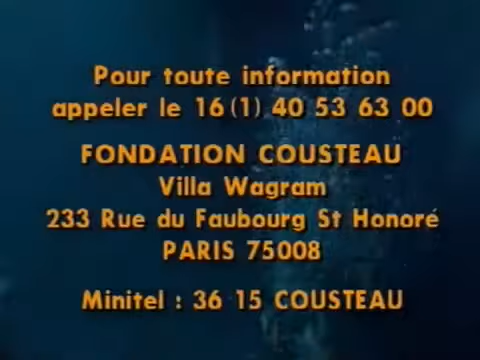 Pour toute information
appeler le 16 (1) 40 53 63 00
FONDATION COUSTEAU
Villa Wagram
233 Rue du Faubourg St Honoré
PARIS 75008
Minitel : 36 15 COUSTEAU